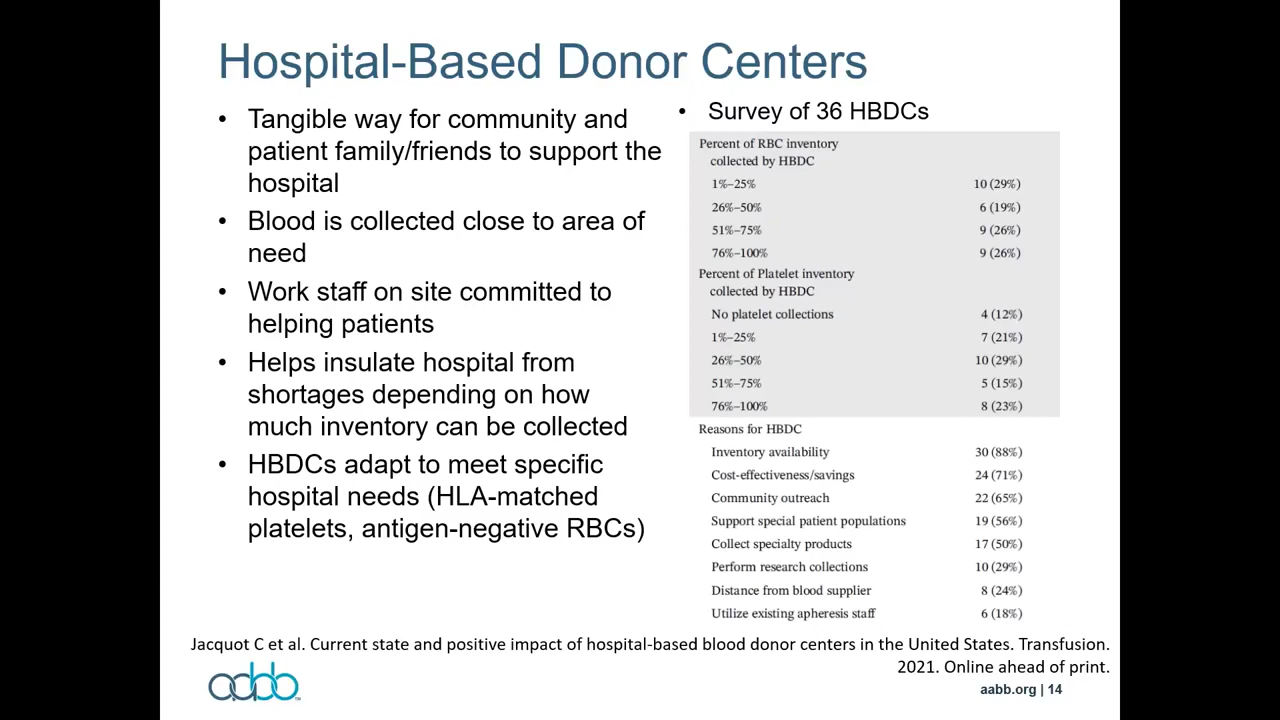 Hospital-Based Donor Centers
• Tangible way for community and
patient family/friends to support the
hospital
• Blood is collected close to area of
need
• Work staff on site committed to
helping patients
• Helps insulate hospital from
shortages depending on how
much inventory can be collected
• HBDCs adapt to meet specific
hospital needs (HLA-matched
platelets, antigen-negative RBCs)
• Survey of 36 HBDCs
Percent of RBC inventory
collected by HBDC
1%–25% 10 (29%)
26%–50% 6 (19%)
51%–75% 9 (26%)
76%–100% 9 (26%)
Percent of Platelet inventory
collected by HBDC
No platelet collections 4 (12%)
1%–25% 7 (21%)
26%–50% 10 (29%)
51%–75% 5 (15%)
76%–100% 8 (23%)
Reasons for HBDC
Inventory availability 30 (88%)
Cost-effectiveness/savings 24 (71%)
Community outreach 22 (65%)
Support special patient populations 19 (56%)
Collect specialty products 17 (50%)
Perform research collections 10 (29%)
Distance from blood supplier 8 (24%)
Utilize existing apheresis staff 6 (18%)
Jacquot C et al. Current state and positive impact of hospital-based blood donor centers in the United States. Transfusion.
2021. Online ahead of print.
aabb
aabb.org | 14